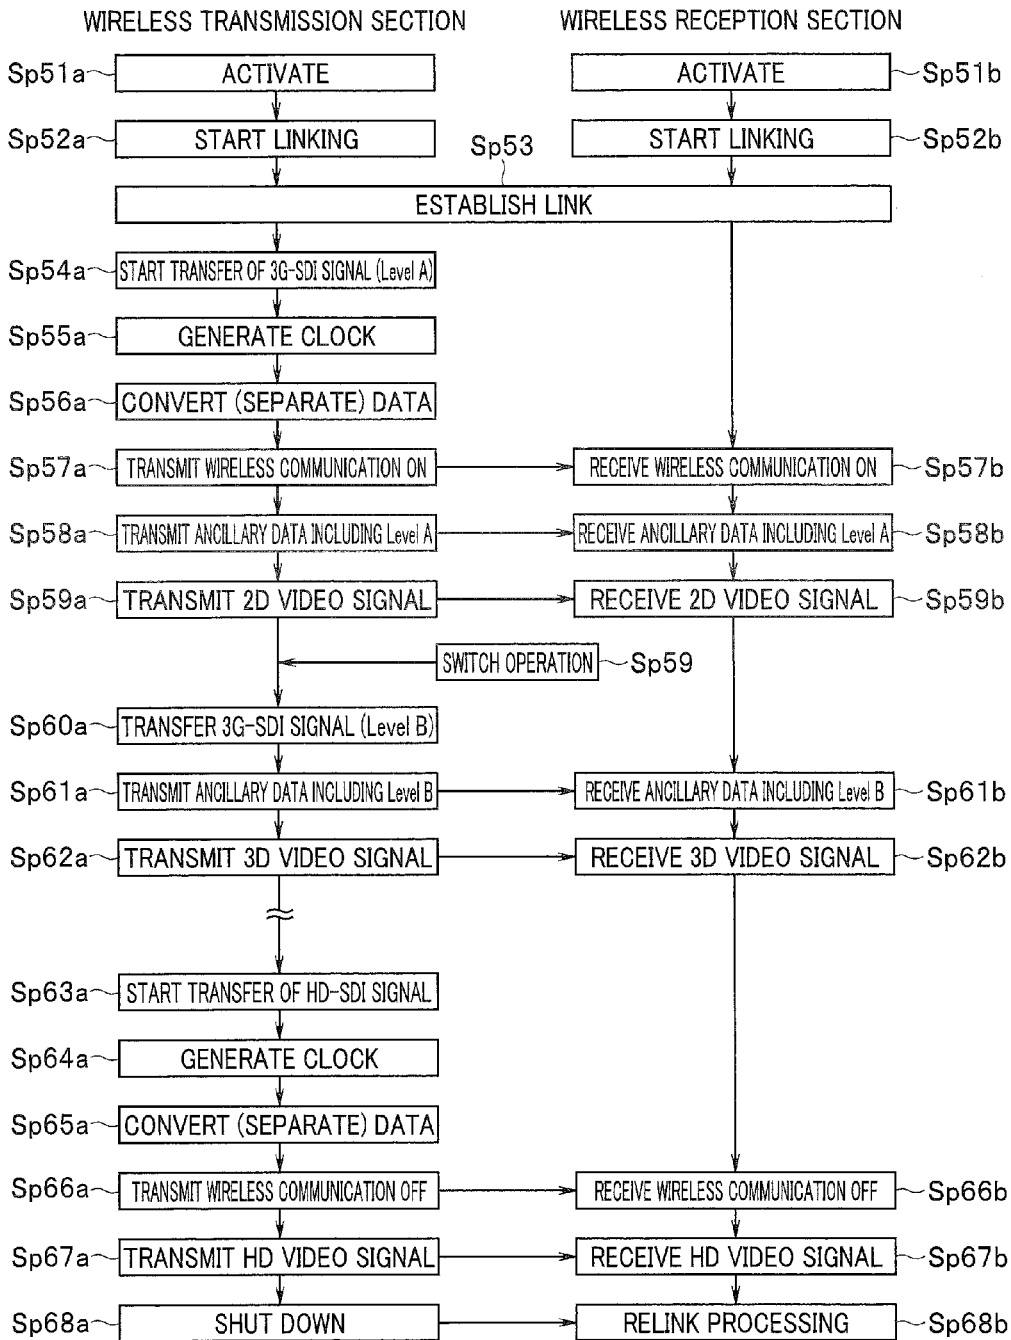 WIRELESS TRANSMISSION SECTION WIRELESS RECEPTION SECTION
Sp51a ACTIVATE ACTIVATE Sp51b
Sp52a START LINKING START LINKING Sp52b
Sp53
ESTABLISH LINK
Sp54a START TRANSFER OF 3G-SDI SIGNAL (Level A)
Sp55a GENERATE CLOCK
Sp56a CONVERT (SEPARATE) DATA
Sp57a TRANSMIT WIRELESS COMMUNICATION ON RECEIVE WIRELESS COMMUNICATION ON Sp57b
Sp58a TRANSMIT ANCILLARY DATA INCLUDING Level A RECEIVE ANCILLARY DATA INCLUDING Level A Sp58b
Sp59a TRANSMIT 2D VIDEO SIGNAL RECEIVE 2D VIDEO SIGNAL Sp59b
SWITCH OPERATION Sp59
Sp60a TRANSFER 3G-SDI SIGNAL (Level B)
Sp61a TRANSMIT ANCILLARY DATA INCLUDING Level B RECEIVE ANCILLARY DATA INCLUDING Level B Sp61b
Sp62a TRANSMIT 3D VIDEO SIGNAL RECEIVE 3D VIDEO SIGNAL Sp62b
Sp63a START TRANSFER OF HD-SDI SIGNAL
Sp64a GENERATE CLOCK
Sp65a CONVERT (SEPARATE) DATA
Sp66a TRANSMIT WIRELESS COMMUNICATION OFF RECEIVE WIRELESS COMMUNICATION OFF Sp66b
Sp67a TRANSMIT HD VIDEO SIGNAL RECEIVE HD VIDEO SIGNAL Sp67b
Sp68a SHUT DOWN RELINK PROCESSING Sp68b